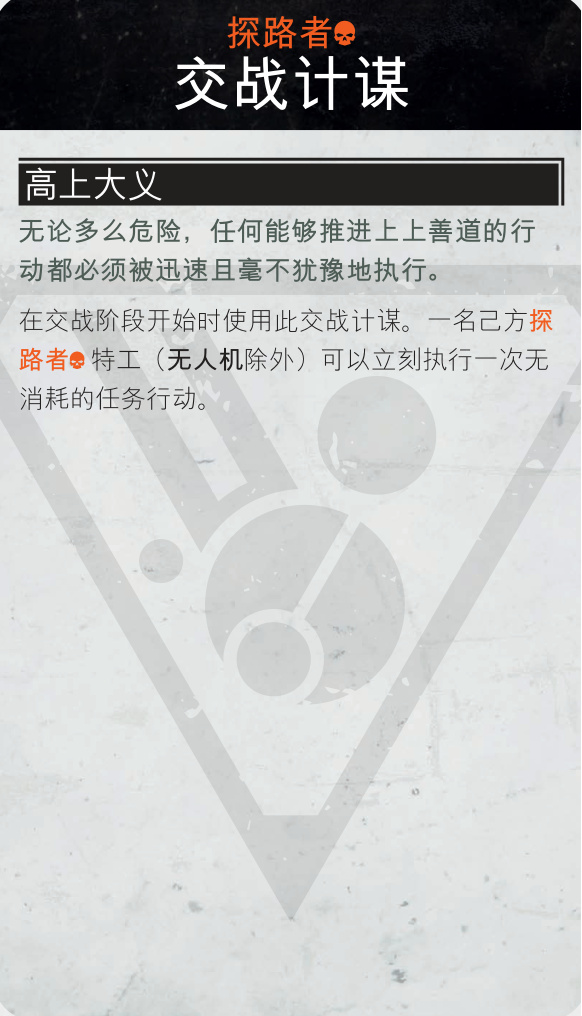 探路者
交战计谋
高上大义
无论多么危险，任何能够推进上上善道的行
动都必须被迅速且毫不犹豫地执行。
在交战阶段开始时使用此交战计谋。一名己方探
路者特工（无人机除外）可以立刻执行一次无
消耗的任务行动。